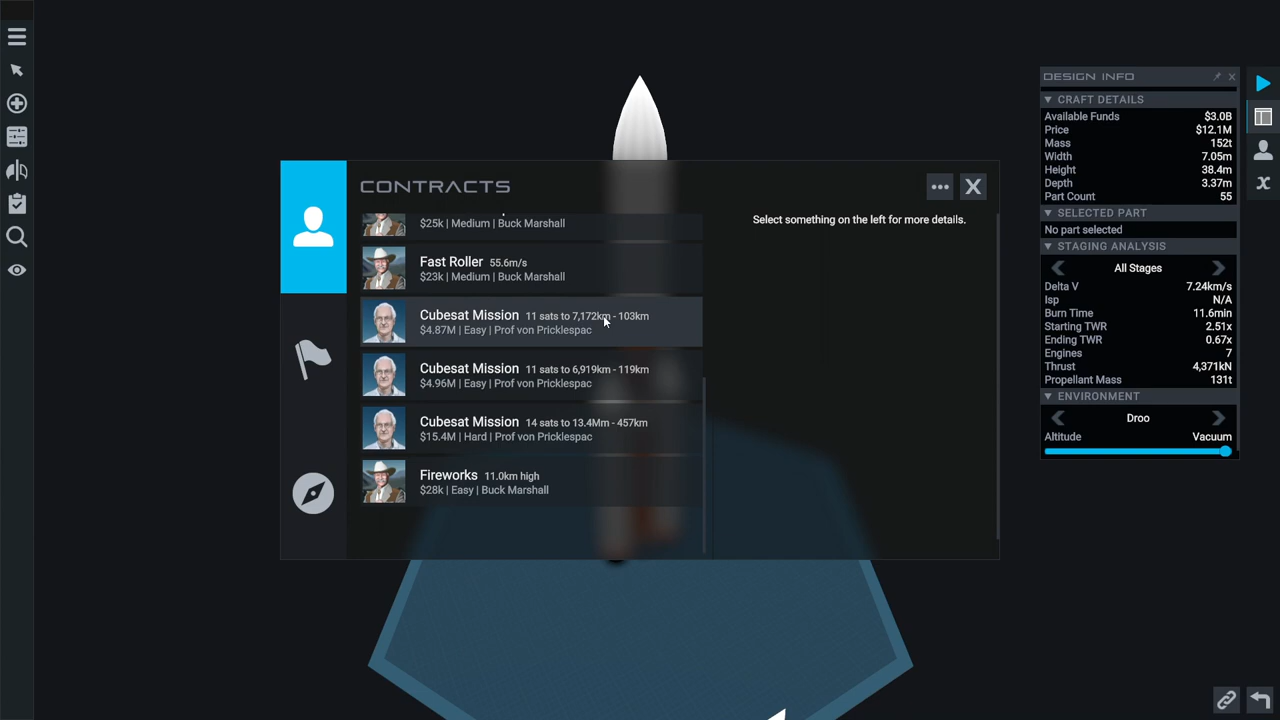 CONTRACTS
$25k | Medium | Buck Marshall
Fast Roller 55.6m/s
$23k | Medium | Buck Marshall
Cubesat Mission 11 sats to 7,172km - 103km
$4.87M | Easy | Prof von Pricklespac
Cubesat Mission 11 sats to 6,919km - 119km
$4.96M | Easy | Prof von Pricklespac
Cubesat Mission 14 sats to 13.4Mm - 457km
$15.4M | Hard | Prof von Pricklespac
Fireworks 11.0km high
$28k | Easy | Buck Marshall
Select something on the left for more details.
DESIGN INFO
CRAFT DETAILS
Available Funds $3.0B
Price $12.1M
Mass 152t
Width 7.05m
Height 38.4m
Depth 3.37m
Part Count 55
SELECTED PART
No part selected
STAGING ANALYSIS
All Stages
Delta V 7.24km/s
Isp N/A
Burn Time 11.6min
Starting TWR 2.51x
Ending TWR 0.67x
Engines 7
Thrust 4,371kN
Propellant Mass 131t
ENVIRONMENT
Droo
Altitude Vacuum
x